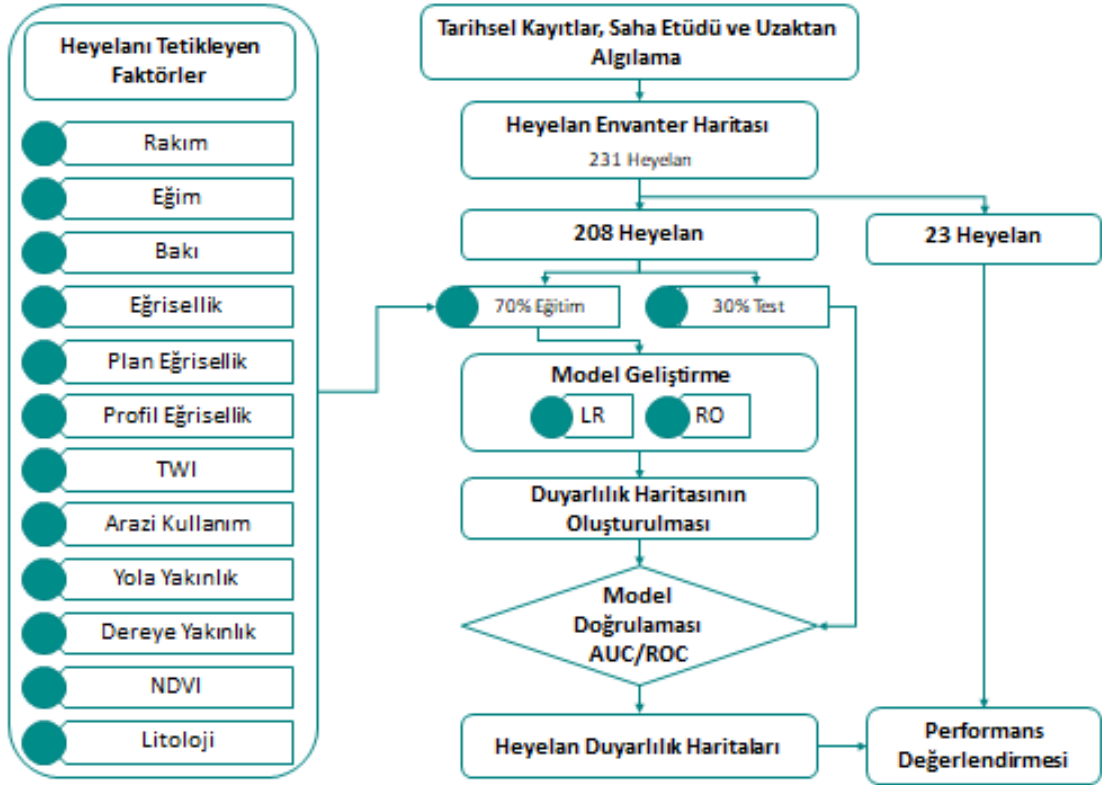 Heyelanı Tetikleyen
Faktörler
Rakım
Eğim
Bakı
Eğrisellik
Plan Eğrisellik
Profil Eğrisellik
TWI
Arazi Kullanım
Yola Yakınlık
Dereye Yakınlık
NDVI
Litoloji
Tarihsel Kayıtlar, Saha Etüdü ve Uzaktan
Algılama
Heyelan Envanter Haritası
231 Heyelan
208 Heyelan
23 Heyelan
70% Eğitim
30% Test
Model Geliştirme
LR
RO
Duyarlılık Haritasının
Oluşturulması
Model
Doğrulaması
AUC/ROC
Heyelan Duyarlılık Haritaları
Performans
Değerlendirmesi